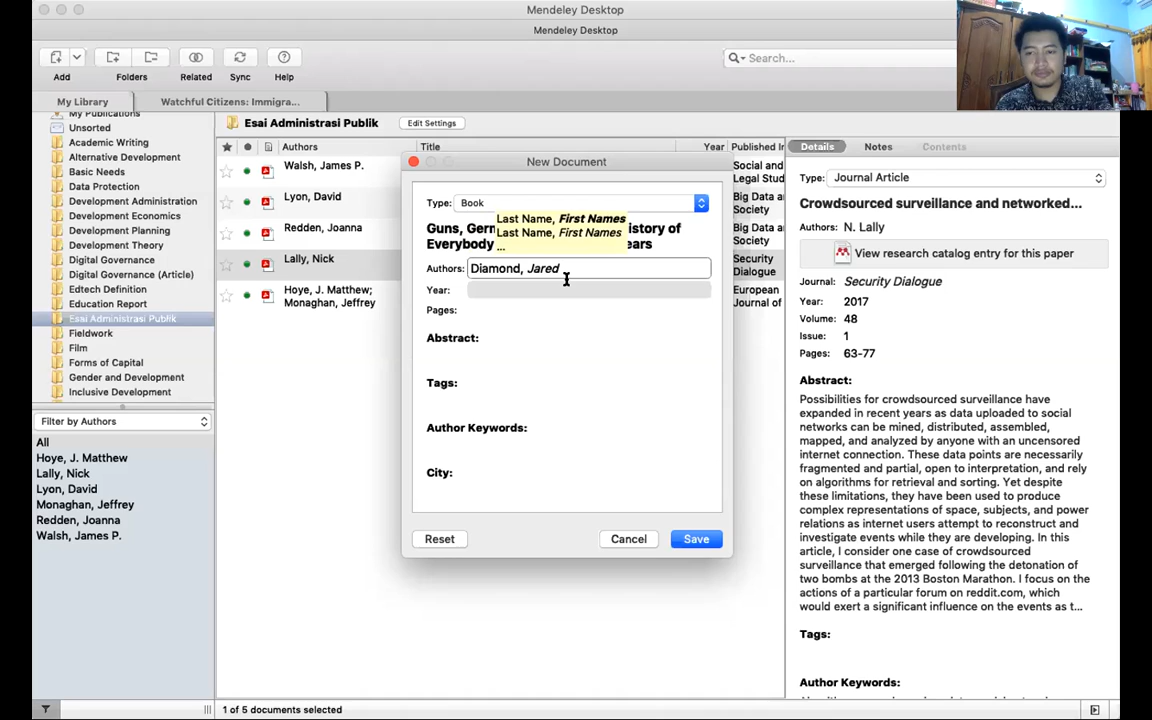 Mendeley Desktop
Mendeley Desktop
Add
Folders
Related
Sync
Help
Search...
My Library
Watchful Citizens: Immigra...
My Publications
Unsorted
Academic Writing
Alternative Development
Basic Needs
Data Protection
Development Economics
Development Planning
Development Theory
Digital Governance
Digital Governance (Article)
Edtech Definition
Education Report
Esai Administrasi Publik
Fieldwork
Film
Forms of Capital
Gender and Development
Inclusive Development
Filter by Authors
All
Hoye, J. Matthew
Lally, Nick
Lyon, David
Monaghan, Jeffrey
Redden, Joanna
Walsh, James P.
Esai Administrasi Publik
Edit Settings
Authors
Title
Year
Published In
Walsh, James P.
Social and
Legal Stud
Lyon, David
Big Data an
Society
Redden, Joanna
Big Data an
Society
Lally, Nick
Security
Dialogue
Hoye, J. Matthew;
Monaghan, Jeffrey
European
Journal of
New Document
Type:
Book
Last Name, First Names
Last Name, First Names
...
Guns, Ger
istory of
Everybody
ears
Authors:
Diamond, Jared
Year:
Pages:
Abstract:
Tags:
Author Keywords:
City:
Reset
Cancel
Save
Details
Notes
Contents
Type:
Journal Article
Crowdsourced surveillance and networked...
Authors: N. Lally
View research catalog entry for this paper
Journal: Security Dialogue
Year: 2017
Volume: 48
Issue: 1
Pages: 63-77
Abstract:
Possibilities for crowdsourced surveillance have
expanded in recent years as data uploaded to social
networks can be mined, distributed, assembled,
mapped, and analyzed by anyone with an uncensored
internet connection. These data points are necessarily
fragmented and partial, open to interpretation, and rely
on algorithms for retrieval and sorting. Yet despite
these limitations, they have been used to produce
complex representations of space, subjects, and power
relations as internet users attempt to reconstruct and
investigate events while they are developing. In this
article, I consider one case of crowdsourced
surveillance that emerged following the detonation of
two bombs at the 2013 Boston Marathon. I focus on the
actions of a particular forum on reddit.com, which
would exert a significant influence on the events as t...
Tags:
Author Keywords:
1 of 5 documents selected